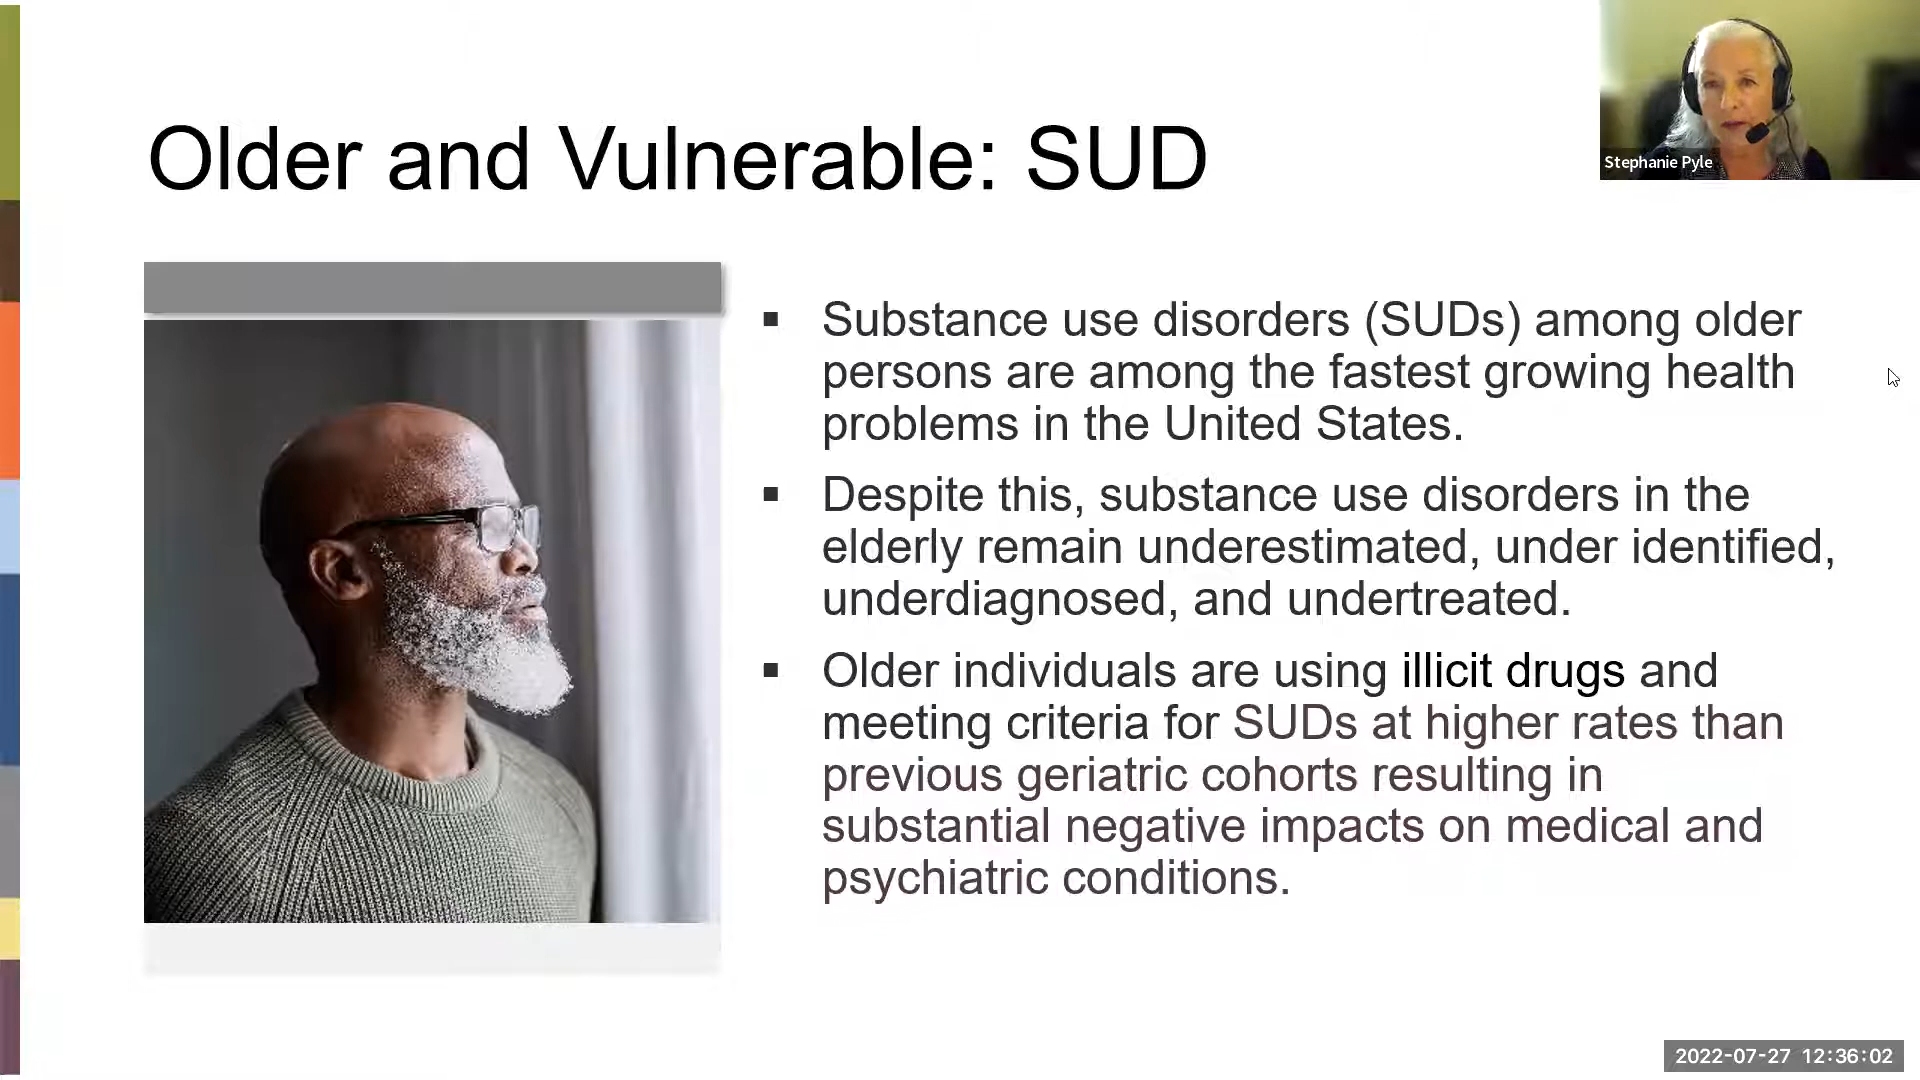 Older and Vulnerable: SUD
Stephanie Pyle
▪ Substance use disorders (SUDs) among older
persons are among the fastest growing health
problems in the United States.
▪ Despite this, substance use disorders in the
elderly remain underestimated, under identified,
underdiagnosed, and undertreated.
▪ Older individuals are using illicit drugs and
meeting criteria for SUDs at higher rates than
previous geriatric cohorts resulting in
substantial negative impacts on medical and
psychiatric conditions.
2022-07-27 12:36:02